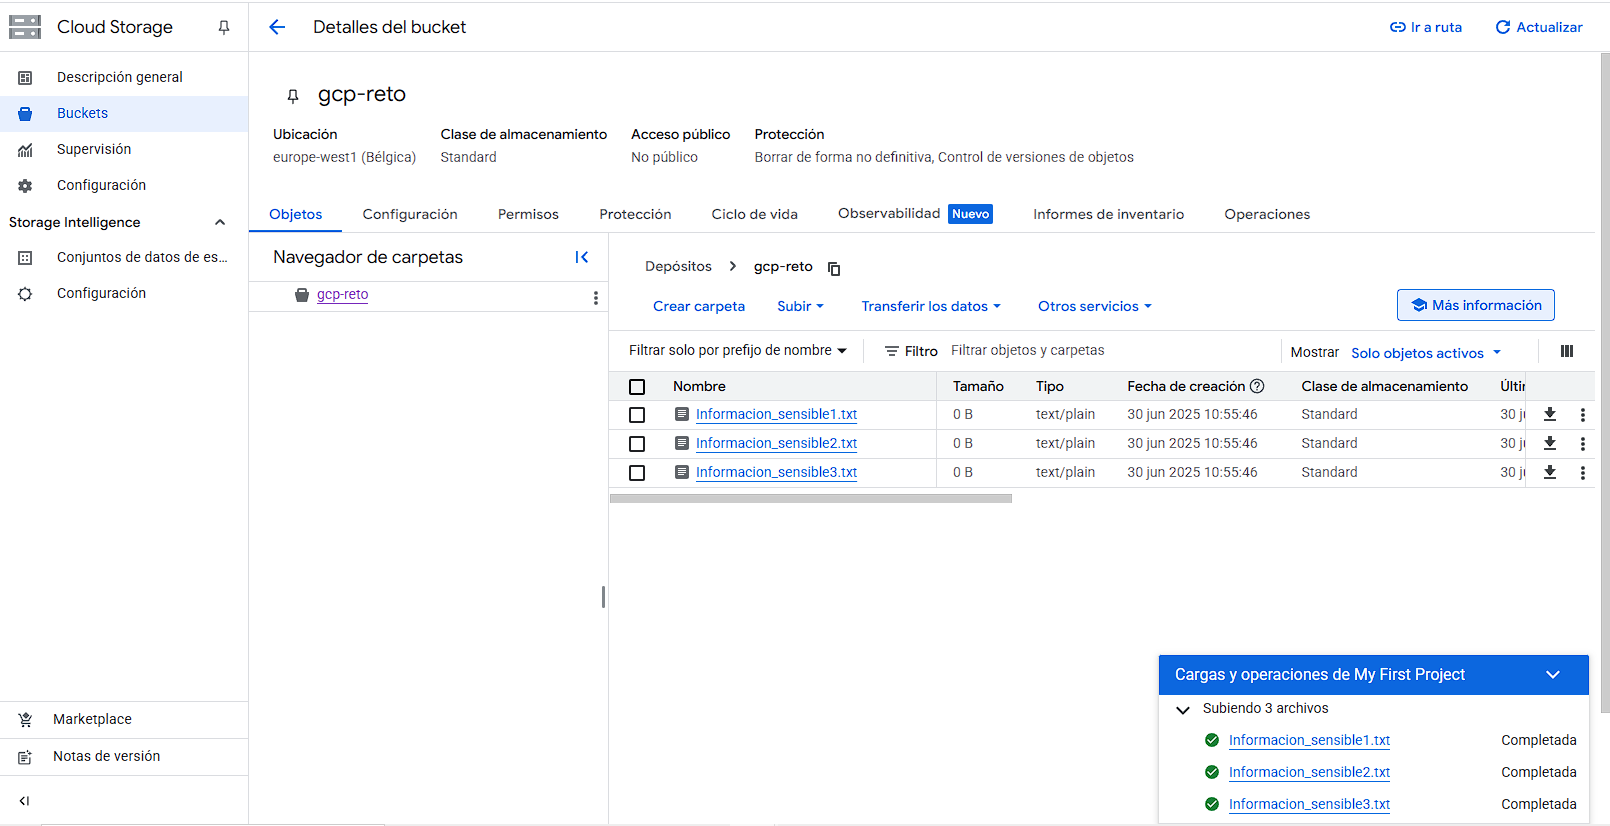 Cloud Storage
Detalles del bucket
Ir a ruta
Actualizar
Descripción general
Buckets
Supervisión
Configuración
Storage Intelligence
Conjuntos de datos de es...
Configuración
Marketplace
Notas de versión
gcp-reto
Ubicación Clase de almacenamiento Acceso público Protección
europe-west1 (Bélgica) Standard No público Borrar de forma no definitiva, Control de versiones de objetos
Objetos Configuración Permisos Protección Ciclo de vida Observabilidad Nuevo Informes de inventario Operaciones
Navegador de carpetas
gcp-reto
Depósitos gcp-reto
Crear carpeta Subir Transferir los datos Otros servicios Más información
Filtrar solo por prefijo de nombre Filtro Filtrar objetos y carpetas Mostrar Solo objetos activos
Nombre Tamaño Tipo Fecha de creación Clase de almacenamiento Últir
Informacion_sensible1.txt 0 B text/plain 30 jun 2025 10:55:46 Standard 30 j
Informacion_sensible2.txt 0 B text/plain 30 jun 2025 10:55:46 Standard 30 j
Informacion_sensible3.txt 0 B text/plain 30 jun 2025 10:55:46 Standard 30 j
Cargas y operaciones de My First Project
Subiendo 3 archivos
Informacion_sensible1.txt Completada
Informacion_sensible2.txt Completada
Informacion_sensible3.txt Completada